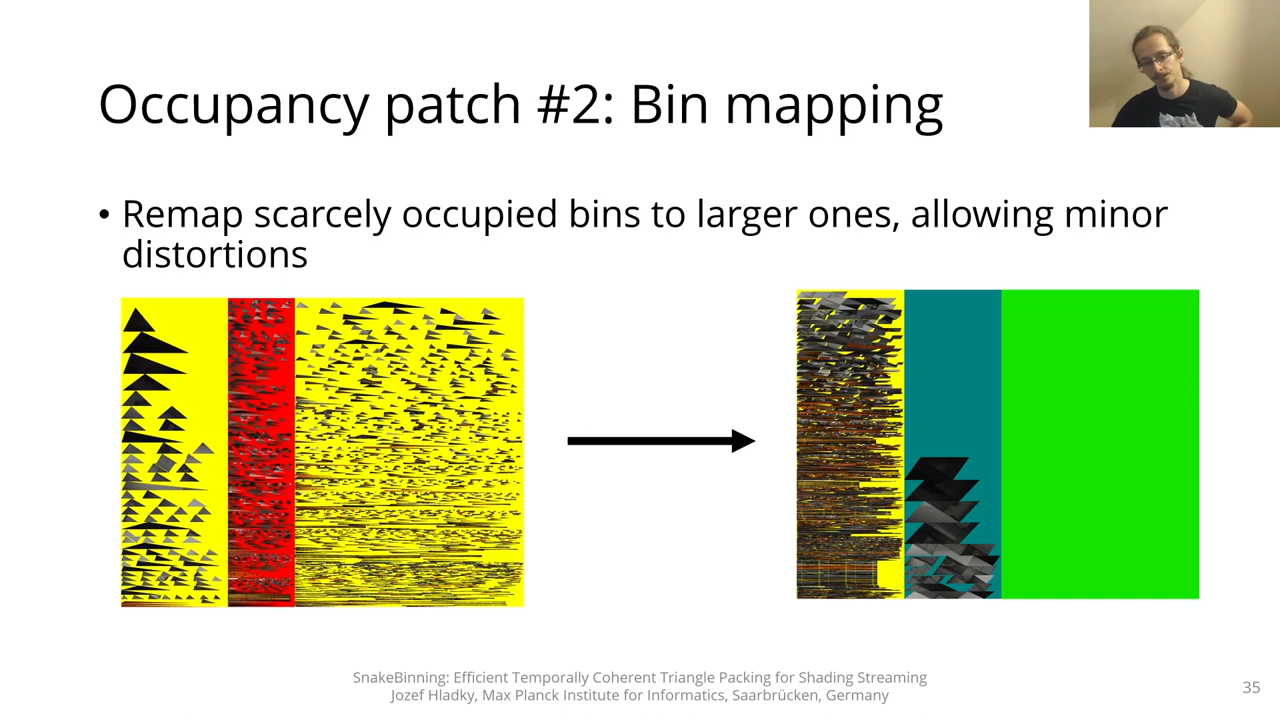 Occupancy patch #2: Bin mapping
• Remap scarcely occupied bins to larger ones, allowing minor
distortions
SnakeBinning: Efficient Temporally Coherent Triangle Packing for Shading Streaming
Jozef Hladky, Max Planck Institute for Informatics, Saarbrücken, Germany
35